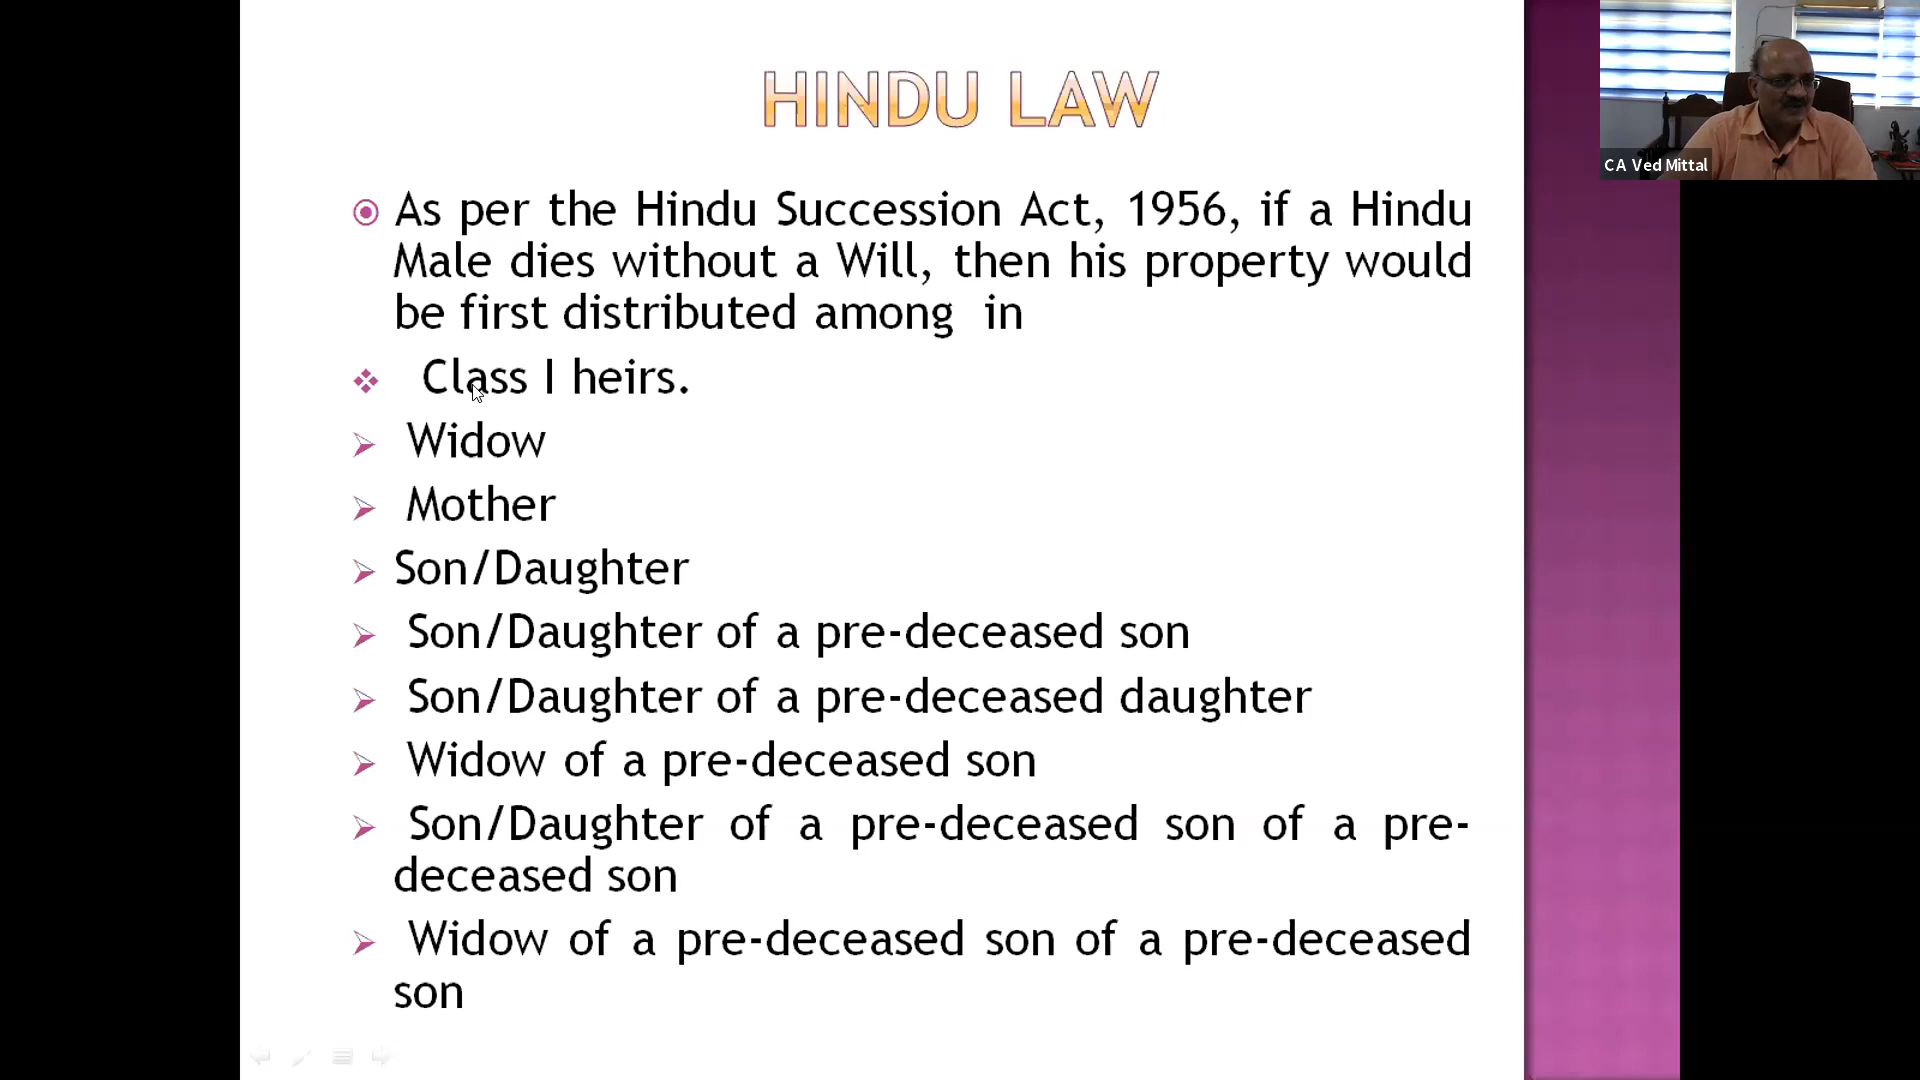 HINDU LAW
As per the Hindu Succession Act, 1956, if a Hindu
Male dies without a Will, then his property would
be first distributed among in
Class I heirs.
Widow
Mother
Son/Daughter
Son/Daughter of a pre-deceased son
Son/Daughter of a pre-deceased daughter
Widow of a pre-deceased son
Son/Daughter of a pre-
deceased son of a pre-
deceased son
Widow of a pre-deceased son of a pre-deceased
son
CA Ved Mittal